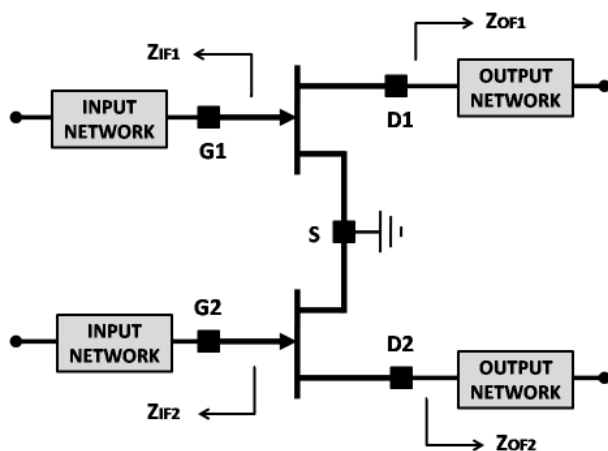 ZIF1
ZOF1
INPUT
NETWORK
OUTPUT
NETWORK
G1
D1
S
G2
D2
INPUT
NETWORK
OUTPUT
NETWORK
ZIF2
ZOF2